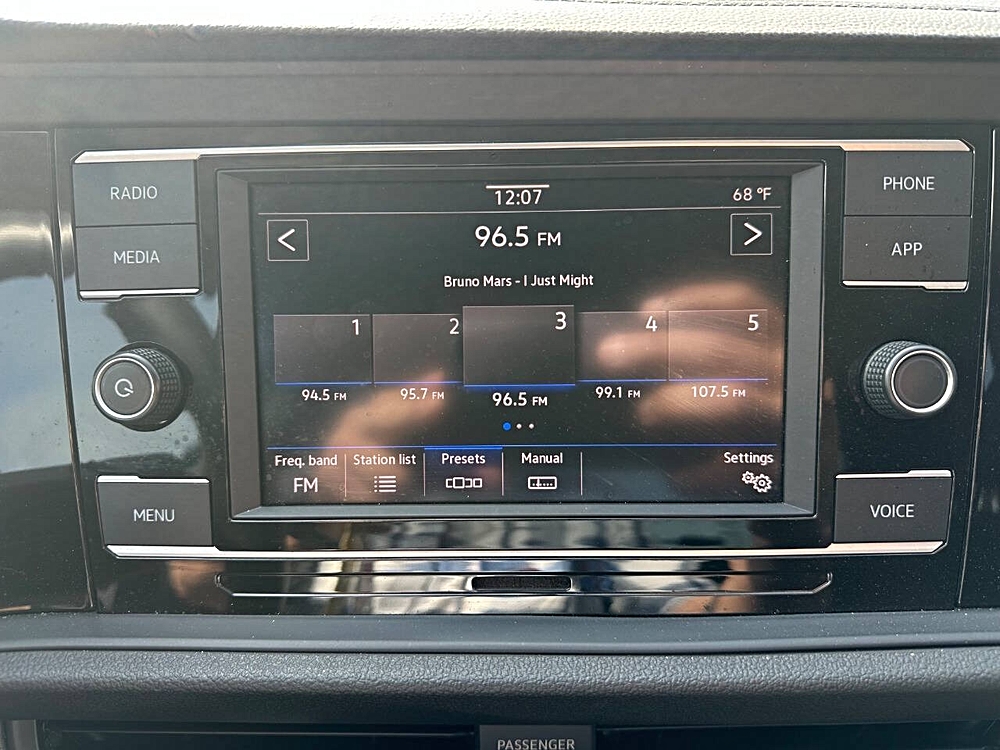 RADIO
PHONE
MEDIA
APP
12:07
68 °F
<
96.5 FM
>
Bruno Mars - I Just Might
1
2
3
4
5
94.5 FM
95.7 FM
96.5 FM
99.1 FM
107.5 FM
Freq. band
Station list
Presets
Manual
Settings
FM
MENU
VOICE
PASSENGER